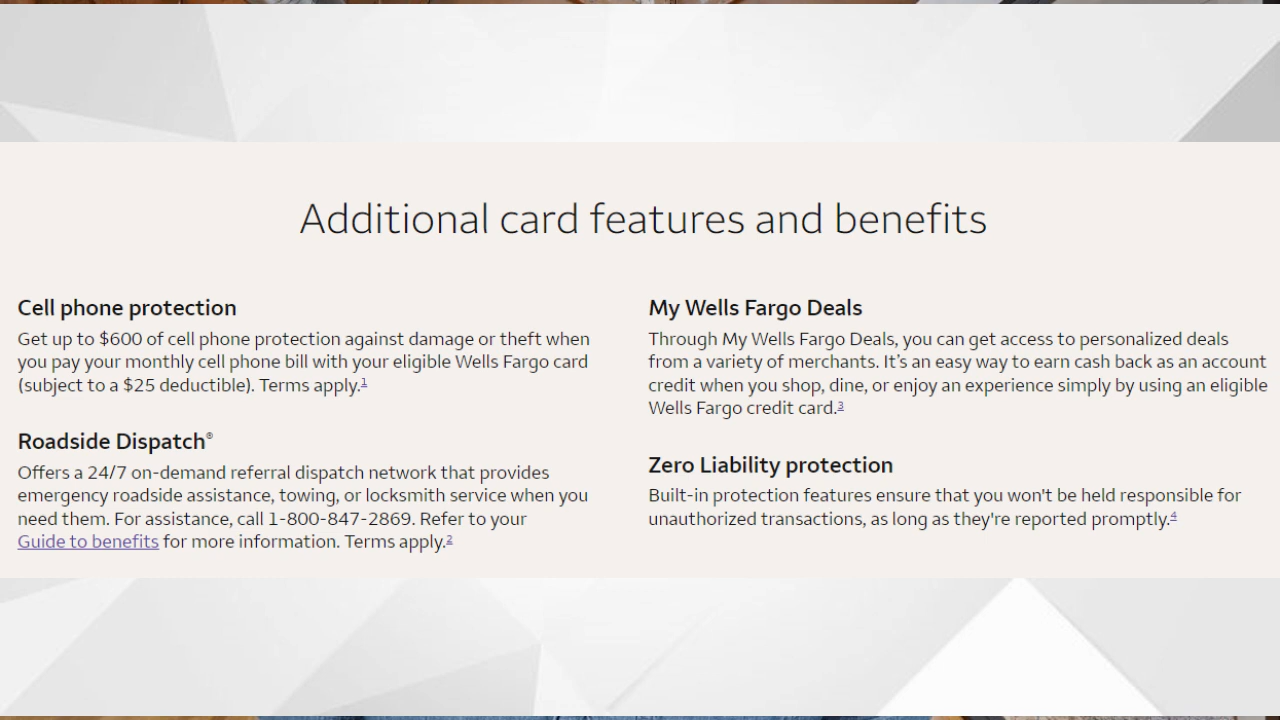 Additional card features and benefits
Cell phone protection
Get up to $600 of cell phone protection against damage or theft when
you pay your monthly cell phone bill with your eligible Wells Fargo card
(subject to a $25 deductible). Terms apply.1
Roadside Dispatch®
Offers a 24/7 on-demand referral dispatch network that provides
emergency roadside assistance, towing, or locksmith service when you
need them. For assistance, call 1-800-847-2869. Refer to your
Guide to benefits for more information. Terms apply.2
My Wells Fargo Deals
Through My Wells Fargo Deals, you can get access to personalized deals
from a variety of merchants. It’s an easy way to earn cash back as an account
credit when you shop, dine, or enjoy an experience simply by using an eligible
Wells Fargo credit card.3
Zero Liability protection
Built-in protection features ensure that you won't be held responsible for
unauthorized transactions, as long as they're reported promptly.4